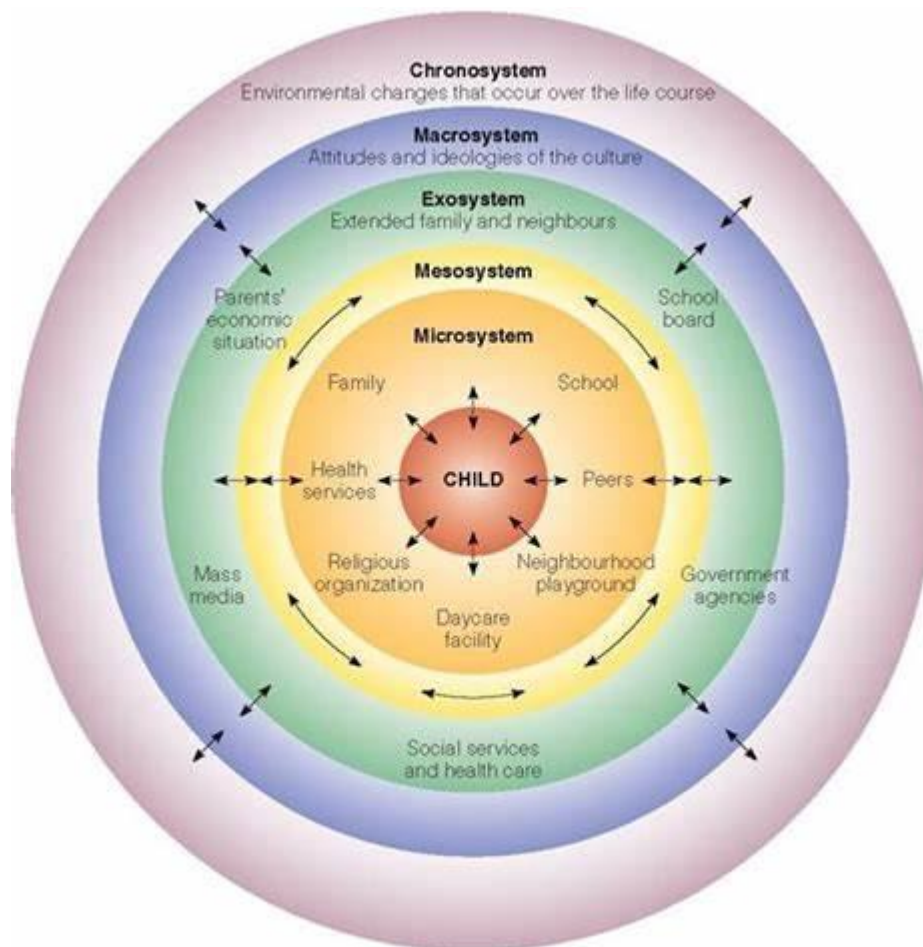 Chronosystem
Environmental changes that occur over the life course
Macrosystem
Attitudes and ideologies of the culture
Exosystem
Extended family and neighbours
Mesosystem
Parents'
economic
situation
School
board
Microsystem
Family
School
Health
services
CHILD
Peers
Religious
organization
Neighbourhood
playground
Mass
media
Government
agencies
Daycare
facility
Social services
and health care